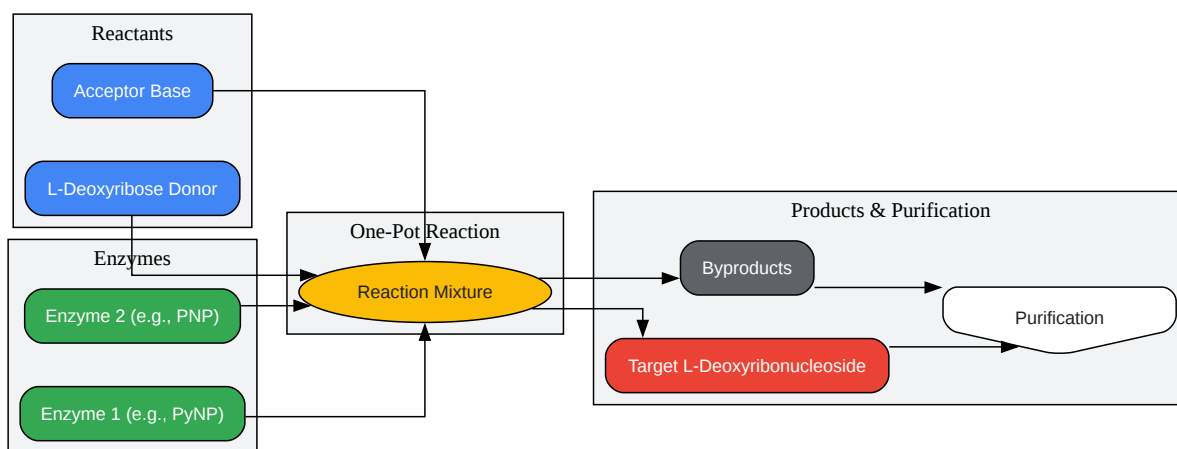 Reactants
Acceptor Base
L-Deoxyribose Donor
Enzymes
Enzyme 2 (e.g., PNP)
Enzyme 1 (e.g., PyNP)
One-Pot Reaction
Reaction Mixture
Products & Purification
Byproducts
Target L-Deoxyribonucleoside
Purification